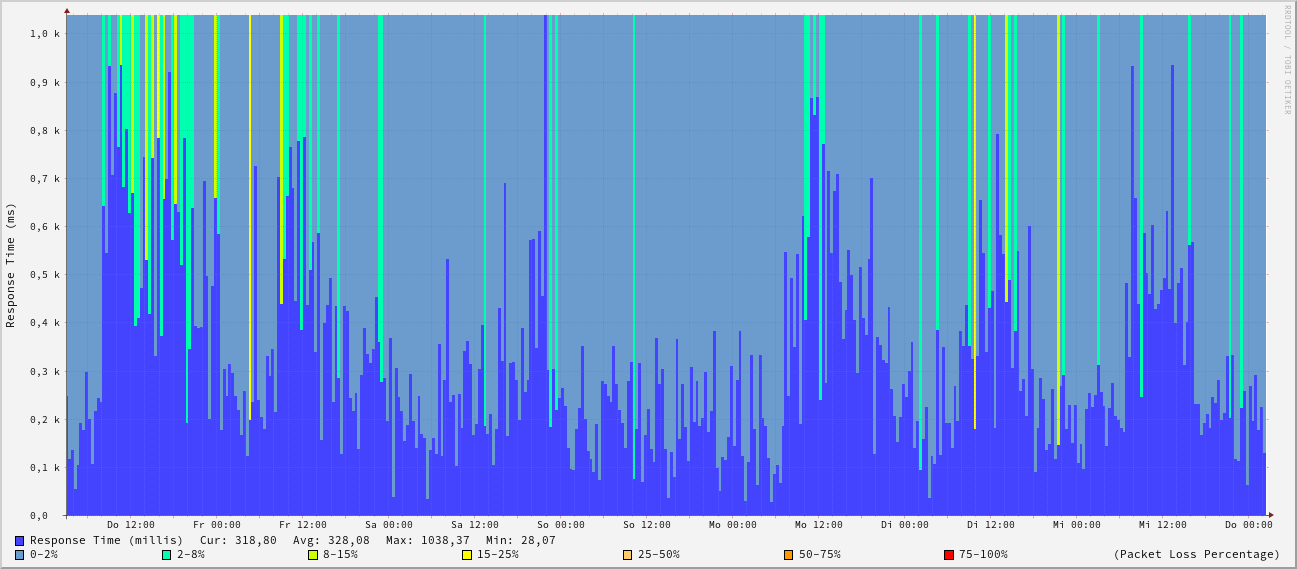 RRDTOOL / TOBI OETIKER
Response Time (ms)
1,0 k
0,9 k
0,8 k
0,7 k
0,6 k
0,5 k
0,4 k
0,3 k
0,2 k
0,1 k
0,0
Do 12:00 Fr 00:00 Fr 12:00 Sa 00:00 Sa 12:00 So 00:00 So 12:00 Mo 00:00 Mo 12:00 Di 00:00 Di 12:00 Mi 00:00 Mi 12:00 Do 00:00
Response Time (millis) Cur: 318,80 Avg: 328,08 Max: 1038,37 Min: 28,07
0-2% 2-8% 8-15% 15-25% 25-50% 50-75% 75-100% (Packet Loss Percentage)